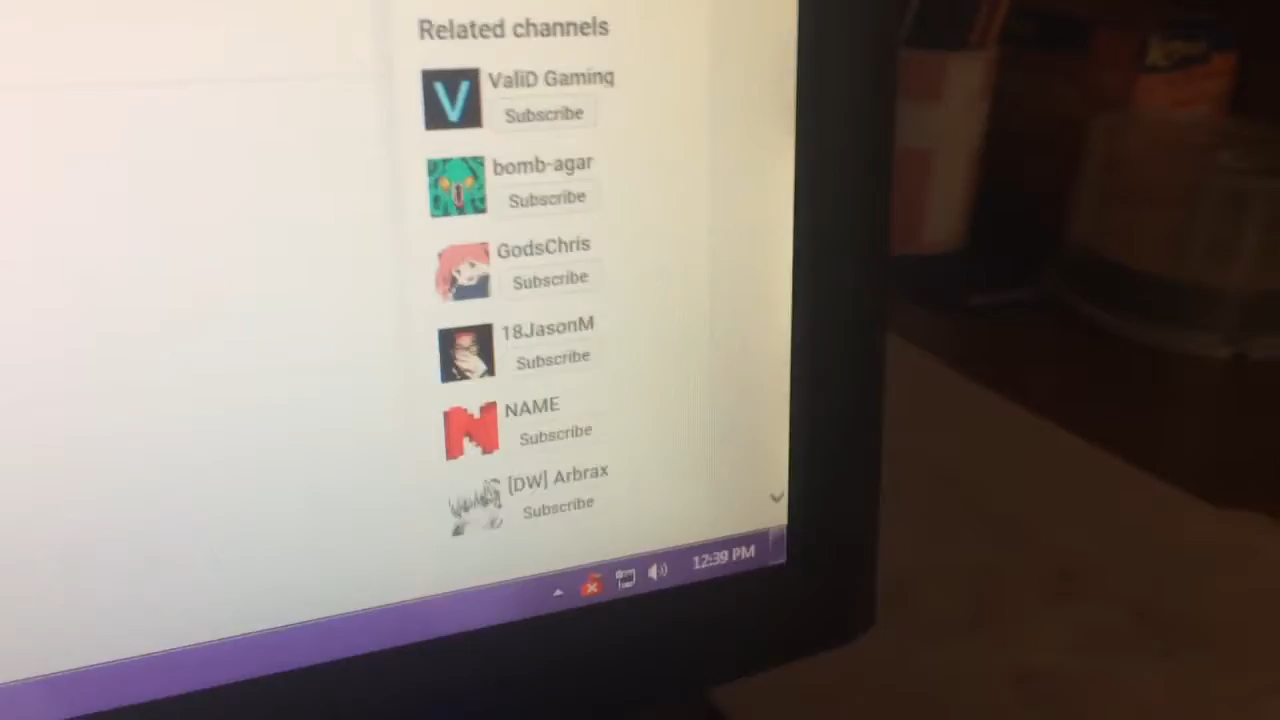 Related channels
ValiD Gaming
Subscribe
bomb-agar
Subscribe
GodsChris
Subscribe
18JasonM
Subscribe
NAME
Subscribe
[DW] Arbrax
Subscribe
12:39 PM